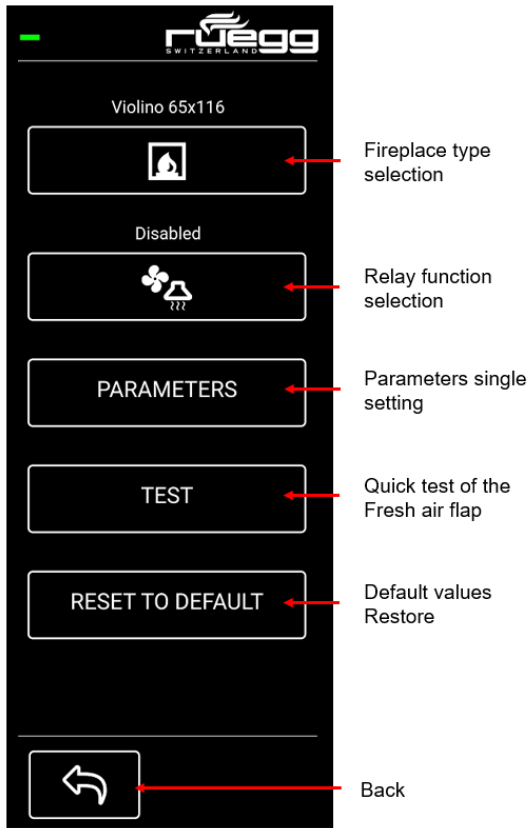 rüegg
SWITZERLAND
Violino 65x116
Fireplace type
selection
Disabled
Relay function
selection
PARAMETERS
Parameters single
setting
TEST
Quick test of the
Fresh air flap
RESET TO DEFAULT
Default values
Restore
Back